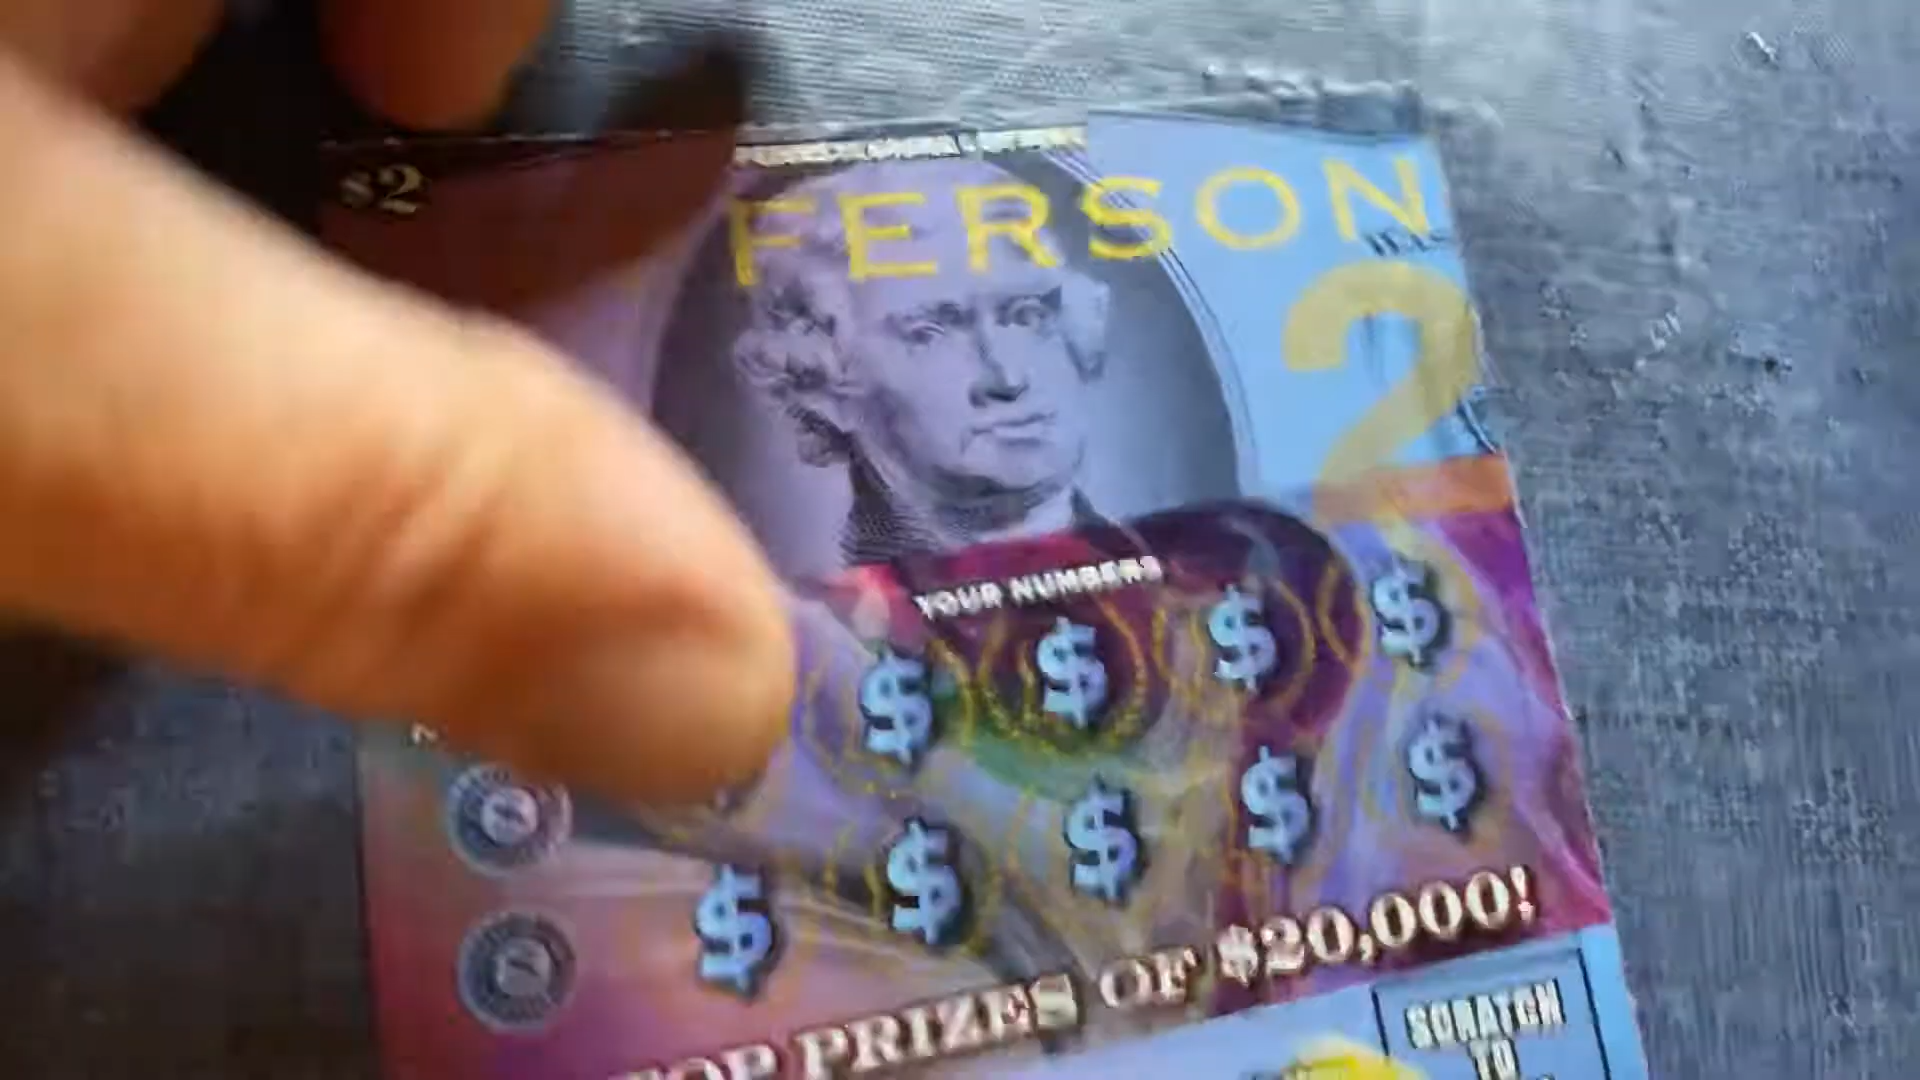 $2
FERSON
2
YOUR NUMBERS
$ $ $ $
$ $ $ $ $
TOP PRIZES OF $20,000!
SCRATCH
TO